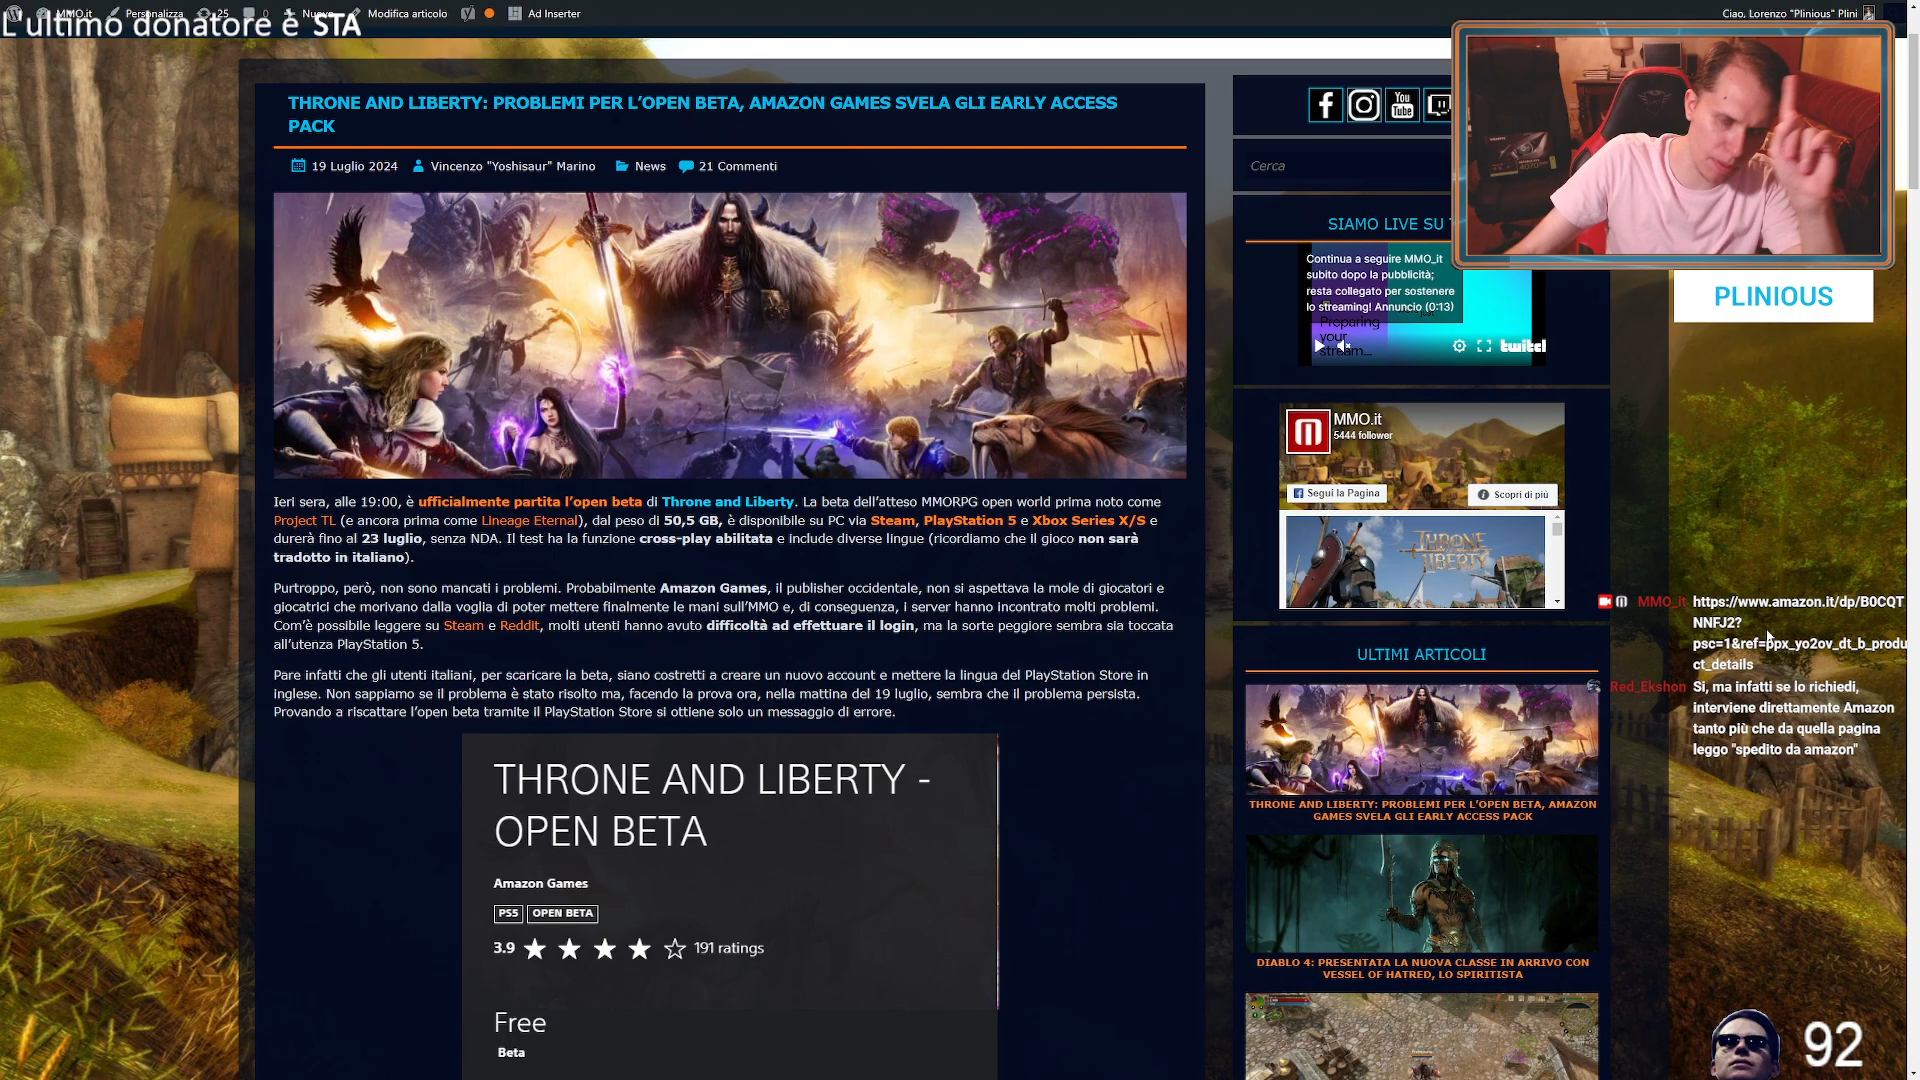 MMO.it
Personalizza
25
0
Nuovo
Modifica articolo
Ad Inserter
Ciao, Lorenzo "Plinious" Plini
L'ultimo donatore è STA
THRONE AND LIBERTY: PROBLEMI PER L'OPEN BETA, AMAZON GAMES SVELA GLI EARLY ACCESS
PACK
19 Luglio 2024
Vincenzo "Yoshisaur" Marino
News
21 Commenti
Ieri sera, alle 19:00, è ufficialmente partita l'open beta di Throne and Liberty. La beta dell'atteso MMORPG open world prima noto come
Project TL (e ancora prima come Lineage Eternal), dal peso di 50,5 GB, è disponibile su PC via Steam, PlayStation 5 e Xbox Series X/S e
durerà fino al 23 luglio, senza NDA. Il test ha la funzione cross-play abilitata e include diverse lingue (ricordiamo che il gioco non sarà
tradotto in italiano).
Purtroppo, però, non sono mancati i problemi. Probabilmente Amazon Games, il publisher occidentale, non si aspettava la mole di giocatori e
giocatrici che morivano dalla voglia di poter mettere finalmente le mani sull'MMO e, di conseguenza, i server hanno incontrato molti problemi.
Com'è possibile leggere su Steam e Reddit, molti utenti hanno avuto difficoltà ad effettuare il login, ma la sorte peggiore sembra sia toccata
all'utenza PlayStation 5.
Pare infatti che gli utenti italiani, per scaricare la beta, siano costretti a creare un nuovo account e mettere la lingua del PlayStation Store in
inglese. Non sappiamo se il problema è stato risolto ma, facendo la prova ora, nella mattina del 19 luglio, sembra che il problema persista.
Provando a riscattare l'open beta tramite il PlayStation Store si ottiene solo un messaggio di errore.
THRONE AND LIBERTY -
OPEN BETA
Amazon Games
PS5
OPEN BETA
3.9
191 ratings
Free
Beta
You
Tube
Cerca
SIAMO LIVE SU
Continua a seguire MMO_it
subito dopo la pubblicità;
resta collegato per sostenere
lo streaming! Annuncio (0:13)
Preparing
your
stream...
twitch
MMO.it
5444 follower
Segui la Pagina
Scopri di più
THRONE
LIBERTY
ULTIMI ARTICOLI
THRONE AND LIBERTY: PROBLEMI PER L'OPEN BETA, AMAZON
GAMES SVELA GLI EARLY ACCESS PACK
DIABLO 4: PRESENTATA LA NUOVA CLASSE IN ARRIVO CON
VESSEL OF HATRED, LO SPIRITISTA
4070
PLINIOUS
MMO_it https://www.amazon.it/dp/B0CQT
NNFJ2?
psc=1&ref=ppx_yo2ov_dt_b_produ
ct_details
Red_Ekshon Si, ma infatti se lo richiedi,
interviene direttamente Amazon
tanto più che da quella pagina
leggo "spedito da amazon"
92